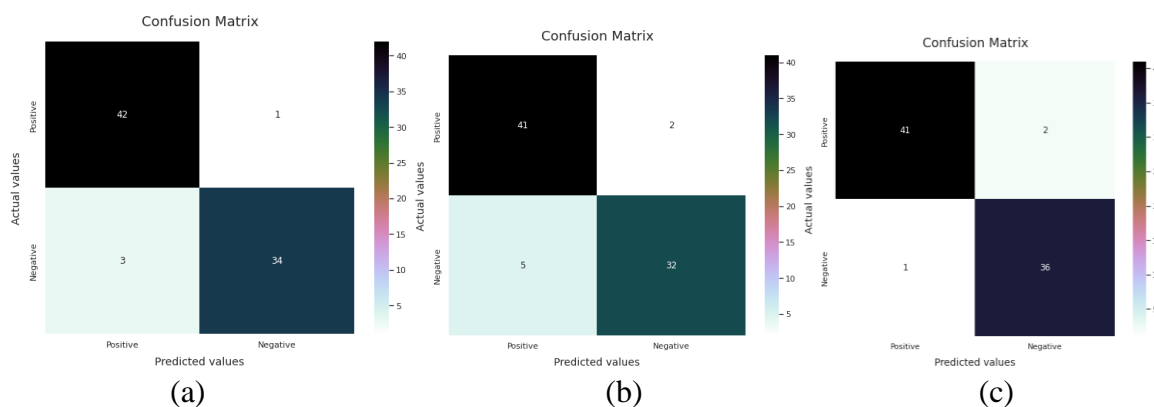 Confusion Matrix
Positive
Negative
Actual values
42
1
3
34
40
35
30
25
20
15
10
5
Positive
Negative
Predicted values
(a)
Confusion Matrix
Positive
Negative
Actual values
41
2
5
32
40
35
30
25
20
15
10
5
Positive
Negative
Predicted values
(b)
Confusion Matrix
Positive
Negative
Actual values
41
2
1
36
Positive
Negative
Predicted values
(c)